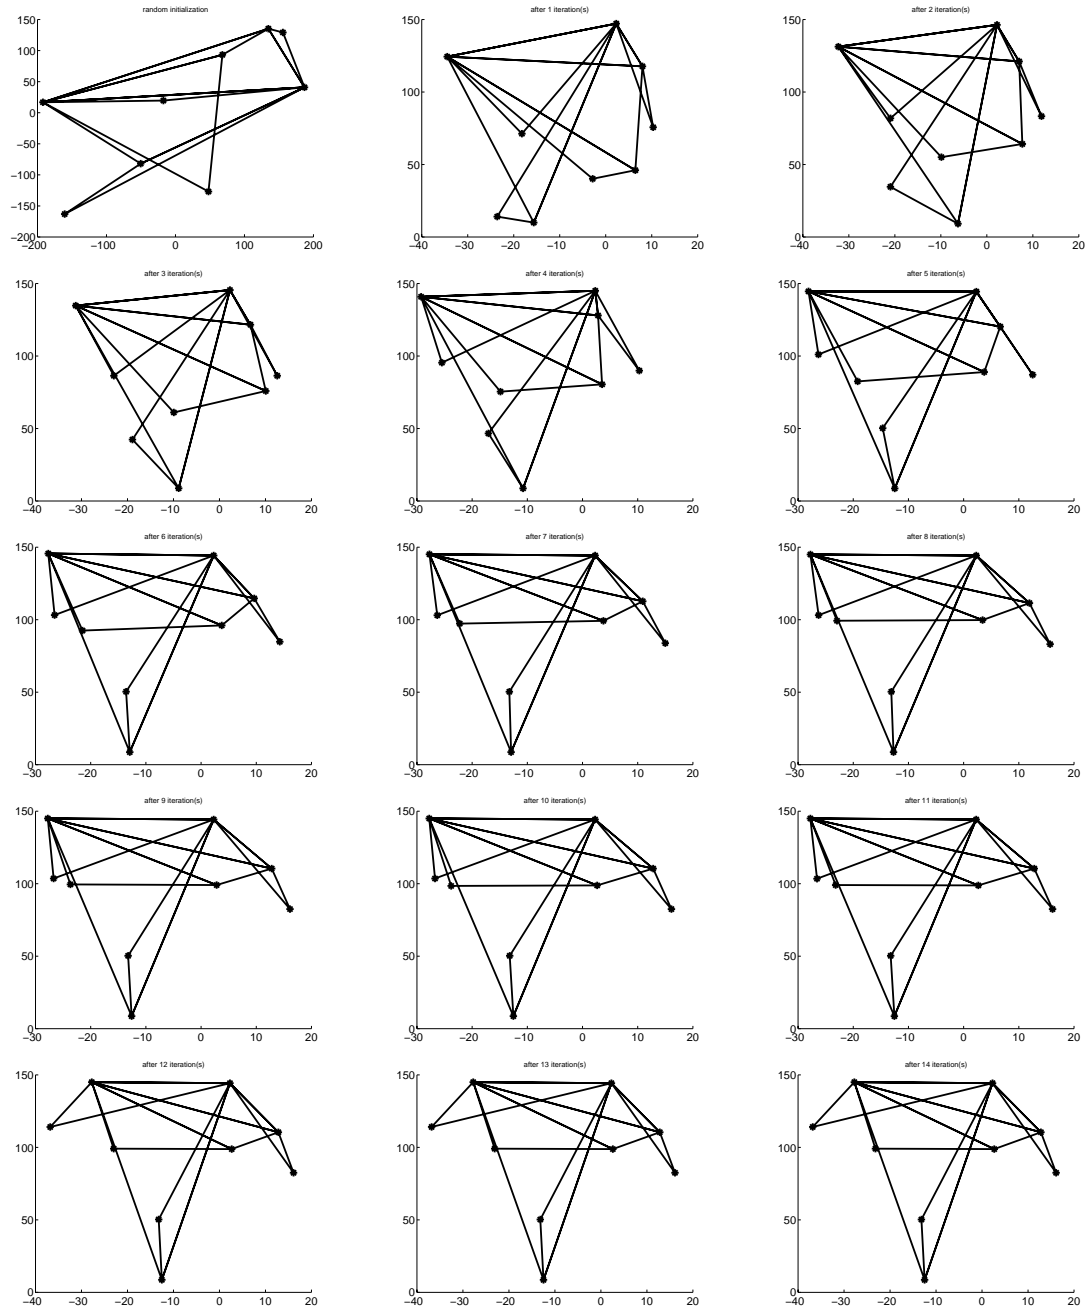 random initialization
after 1 iteration(s)
after 2 iteration(s)
150
100
50
0
−50
−100
−150
−200
−200 −100 0 100 200
150
100
50
0
−40 −30 −20 −10 0 10 20
150
100
50
0
−40 −30 −20 −10 0 10 20
after 3 iteration(s)
after 4 iteration(s)
after 5 iteration(s)
150
100
50
0
−40 −30 −20 −10 0 10 20
150
100
50
0
−40 −30 −20 −10 0 10 20
150
100
50
0
−30 −20 −10 0 10 20
after 6 iteration(s)
after 7 iteration(s)
after 8 iteration(s)
150
100
50
0
−30 −20 −10 0 10 20
150
100
50
0
−30 −20 −10 0 10 20
150
100
50
0
−30 −20 −10 0 10 20
after 9 iteration(s)
after 10 iteration(s)
after 11 iteration(s)
150
100
50
0
−30 −20 −10 0 10 20
150
100
50
0
−30 −20 −10 0 10 20
150
100
50
0
−30 −20 −10 0 10 20
after 12 iteration(s)
after 13 iteration(s)
after 14 iteration(s)
150
100
50
0
−40 −30 −20 −10 0 10 20
150
100
50
0
−40 −30 −20 −10 0 10 20
150
100
50
0
−40 −30 −20 −10 0 10 20